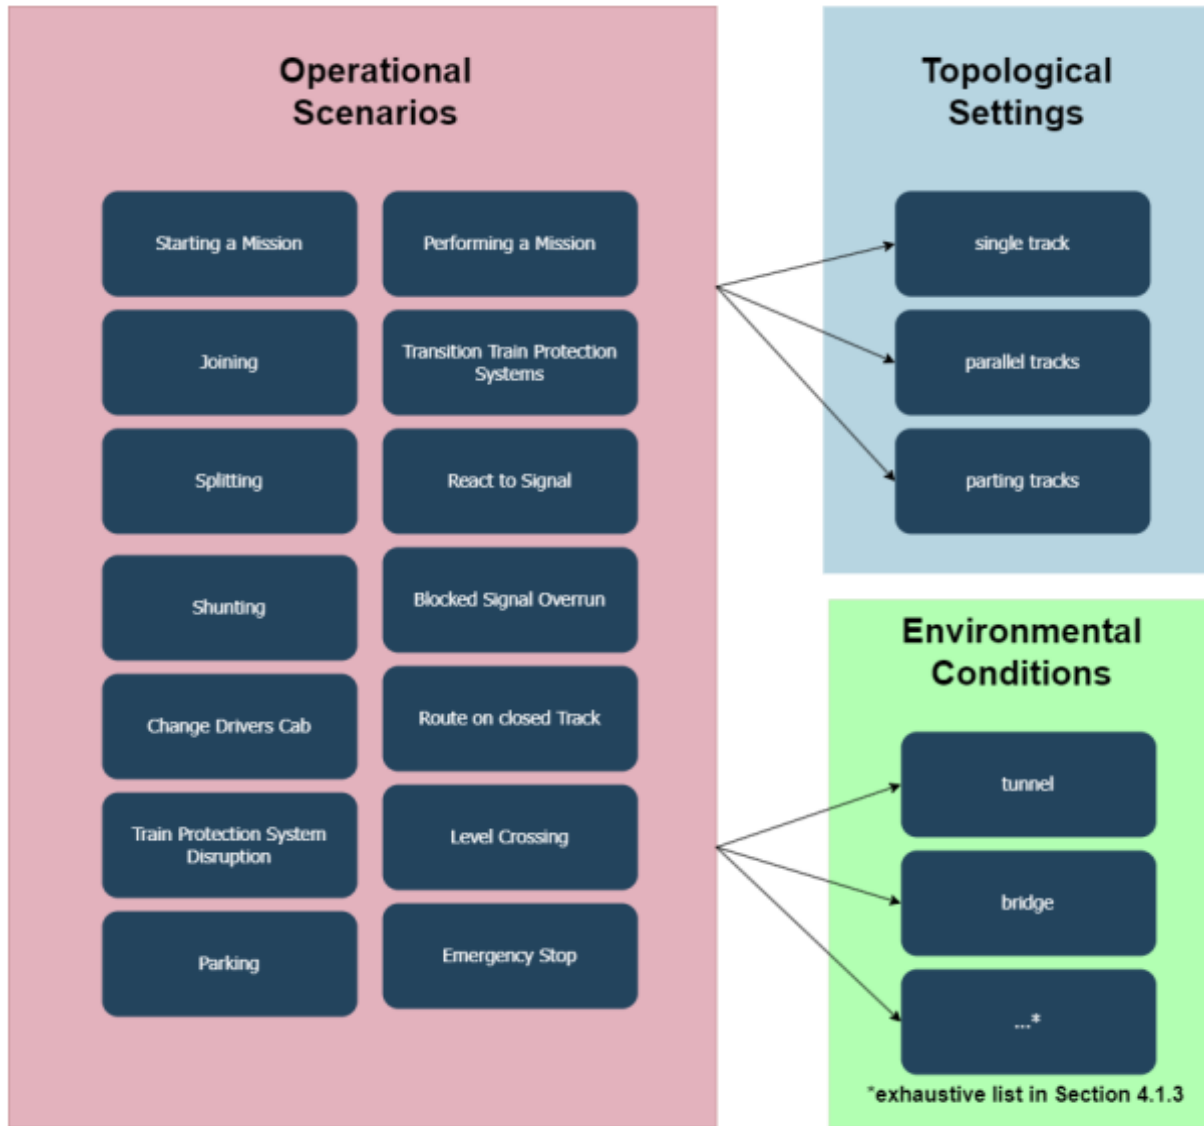 Operational
Scenarios
Starting a Mission
Performing a Mission
Joining
Transition Train Protection
Systems
Splitting
React to Signal
Shunting
Blocked Signal Overrun
Change Drivers Cab
Route on closed Track
Train Protection System
Disruption
Level Crossing
Parking
Emergency Stop
Topological
Settings
single track
parallel tracks
parting tracks
Environmental
Conditions
tunnel
bridge
...*
*exhaustive list in Section 4.1.3